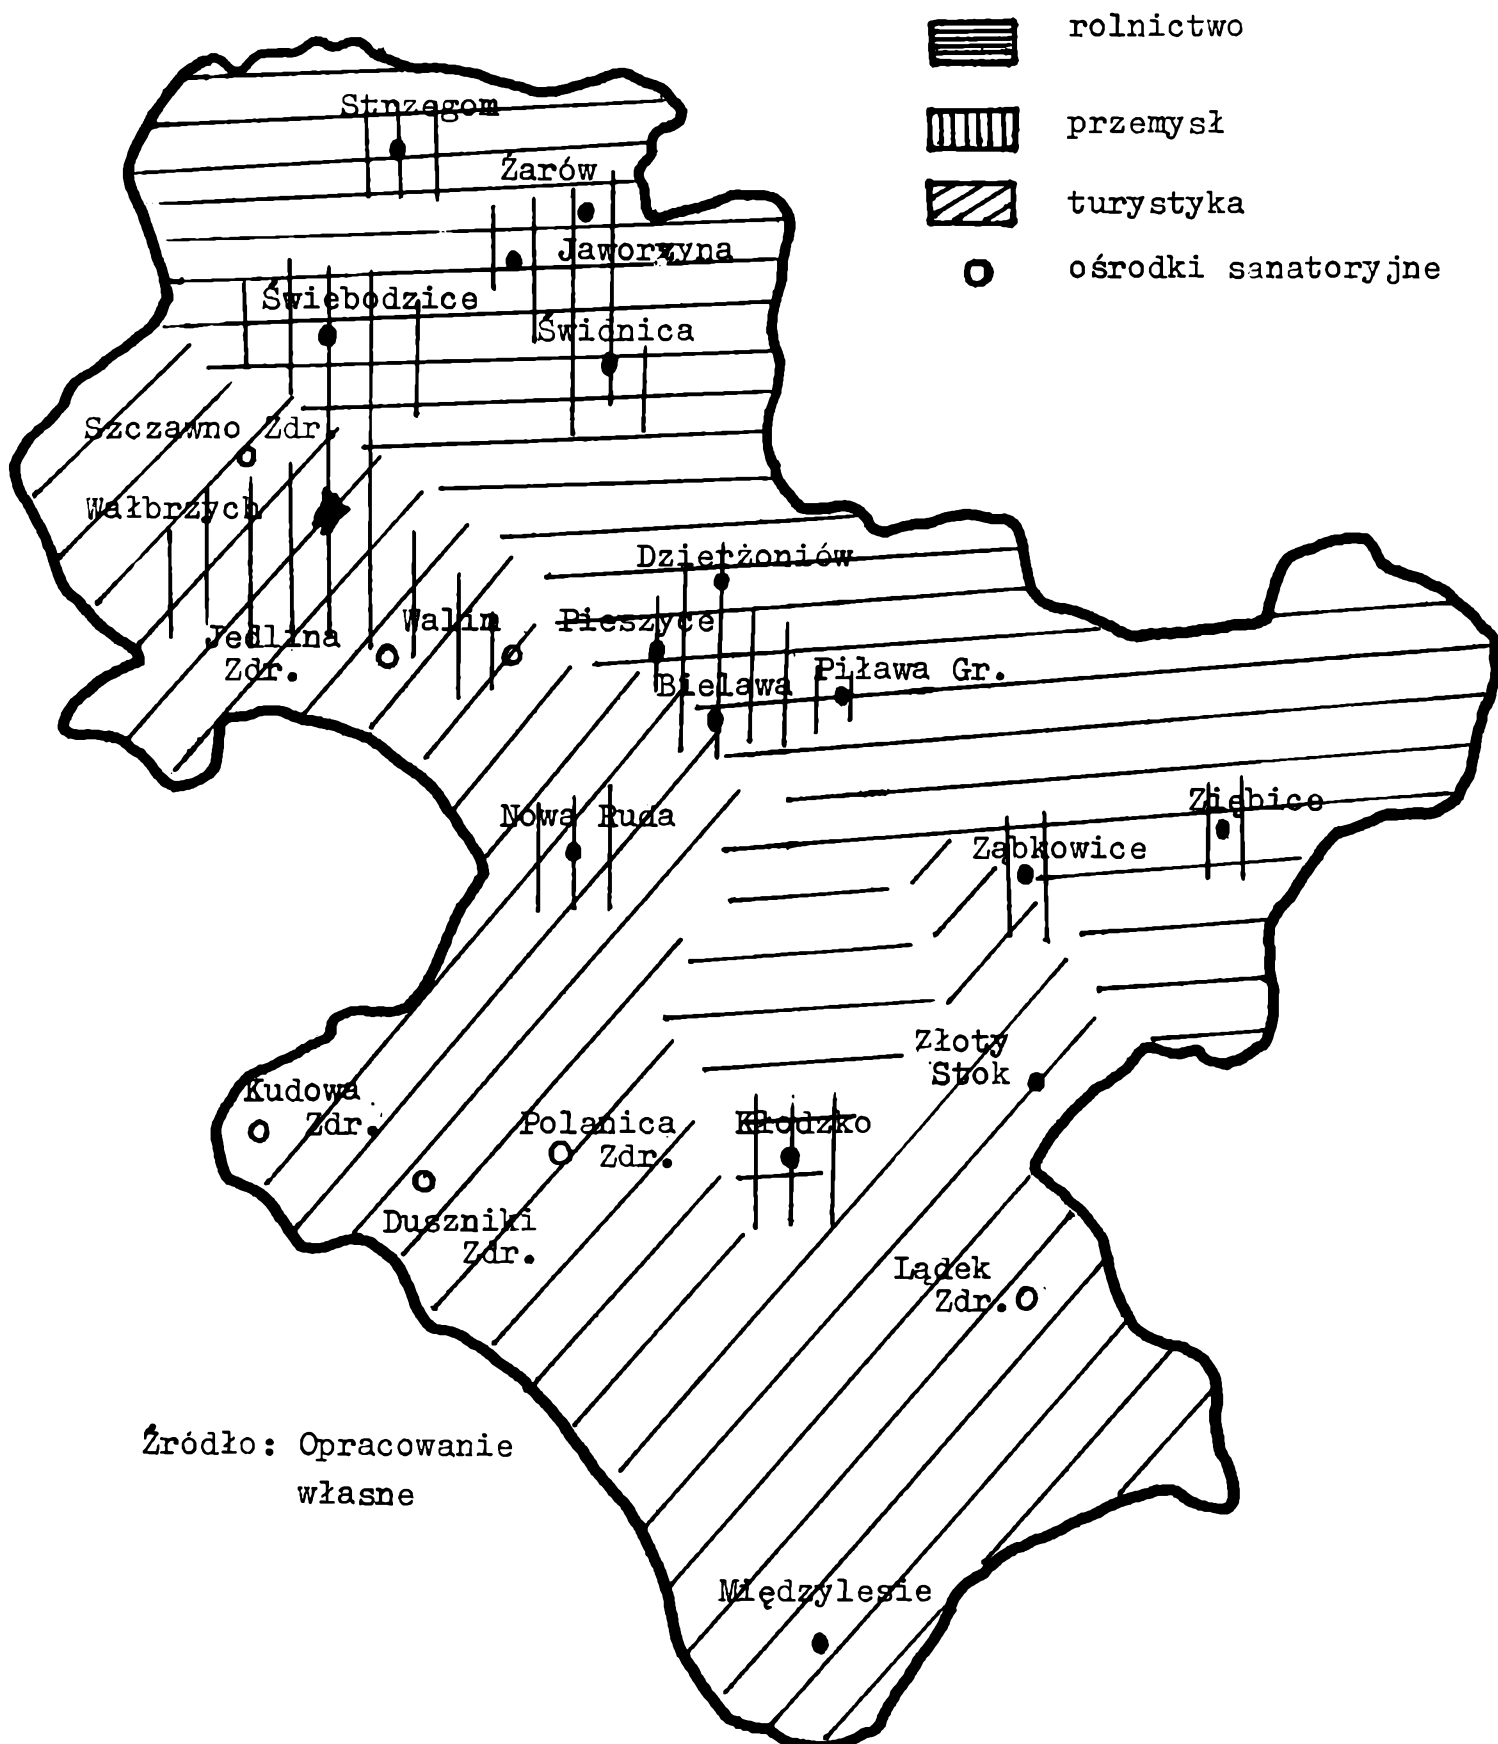 rolnictwo
przemysł
turystyka
ośrodki sanatoryjne
Strzegom
Żarów
Jaworzyna
Świebodzice
Świdnica
Szczawno Zdr.
Wałbrzych
Dzierżoniów
Jedlina
Zdr.
Walim
Pieszyce
Bielawa
Piława Gr.
Nowa Ruda
Ziębice
Ząbkowice
Złoty
Stok
Kudowa
Zdr.
Polanica
Zdr.
Kłodzko
Duszniki
Zdr.
Lądek
Zdr.
Źródło: Opracowanie
własne
Międzylesie